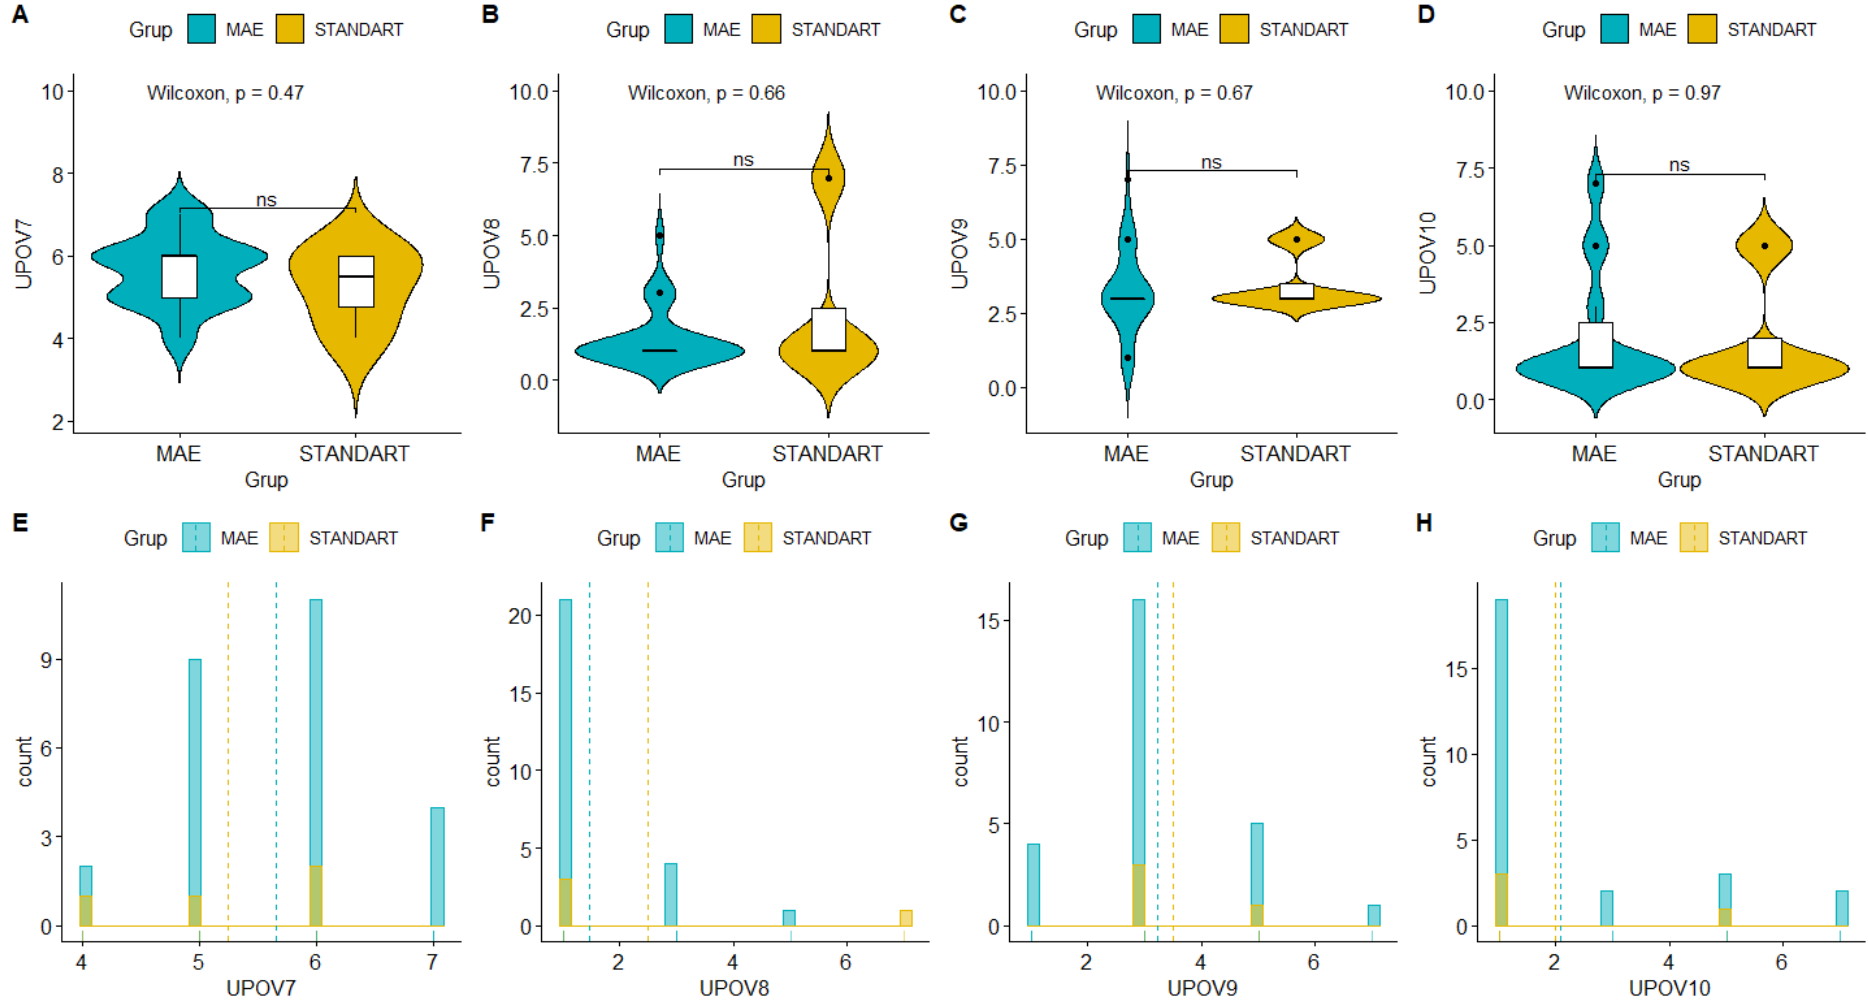 A
Grup MAE STANDART
Wilcoxon, p = 0.47
ns
UPOV7
10
8
6
4
2
MAE STANDART
Grup
B
Grup MAE STANDART
Wilcoxon, p = 0.66
ns
UPOV8
10.0
7.5
5.0
2.5
0.0
MAE STANDART
Grup
C
Grup MAE STANDART
Wilcoxon, p = 0.67
ns
UPOV9
10.0
7.5
5.0
2.5
0.0
MAE STANDART
Grup
D
Grup MAE STANDART
Wilcoxon, p = 0.97
ns
UPOV10
10.0
7.5
5.0
2.5
0.0
MAE STANDART
Grup
E
Grup MAE STANDART
count
9
6
3
0
4 5 6 7
UPOV7
F
Grup MAE STANDART
count
20
15
10
5
0
2 4 6
UPOV8
G
Grup MAE STANDART
count
15
10
5
0
2 4 6
UPOV9
H
Grup MAE STANDART
count
15
10
5
0
2 4 6
UPOV10